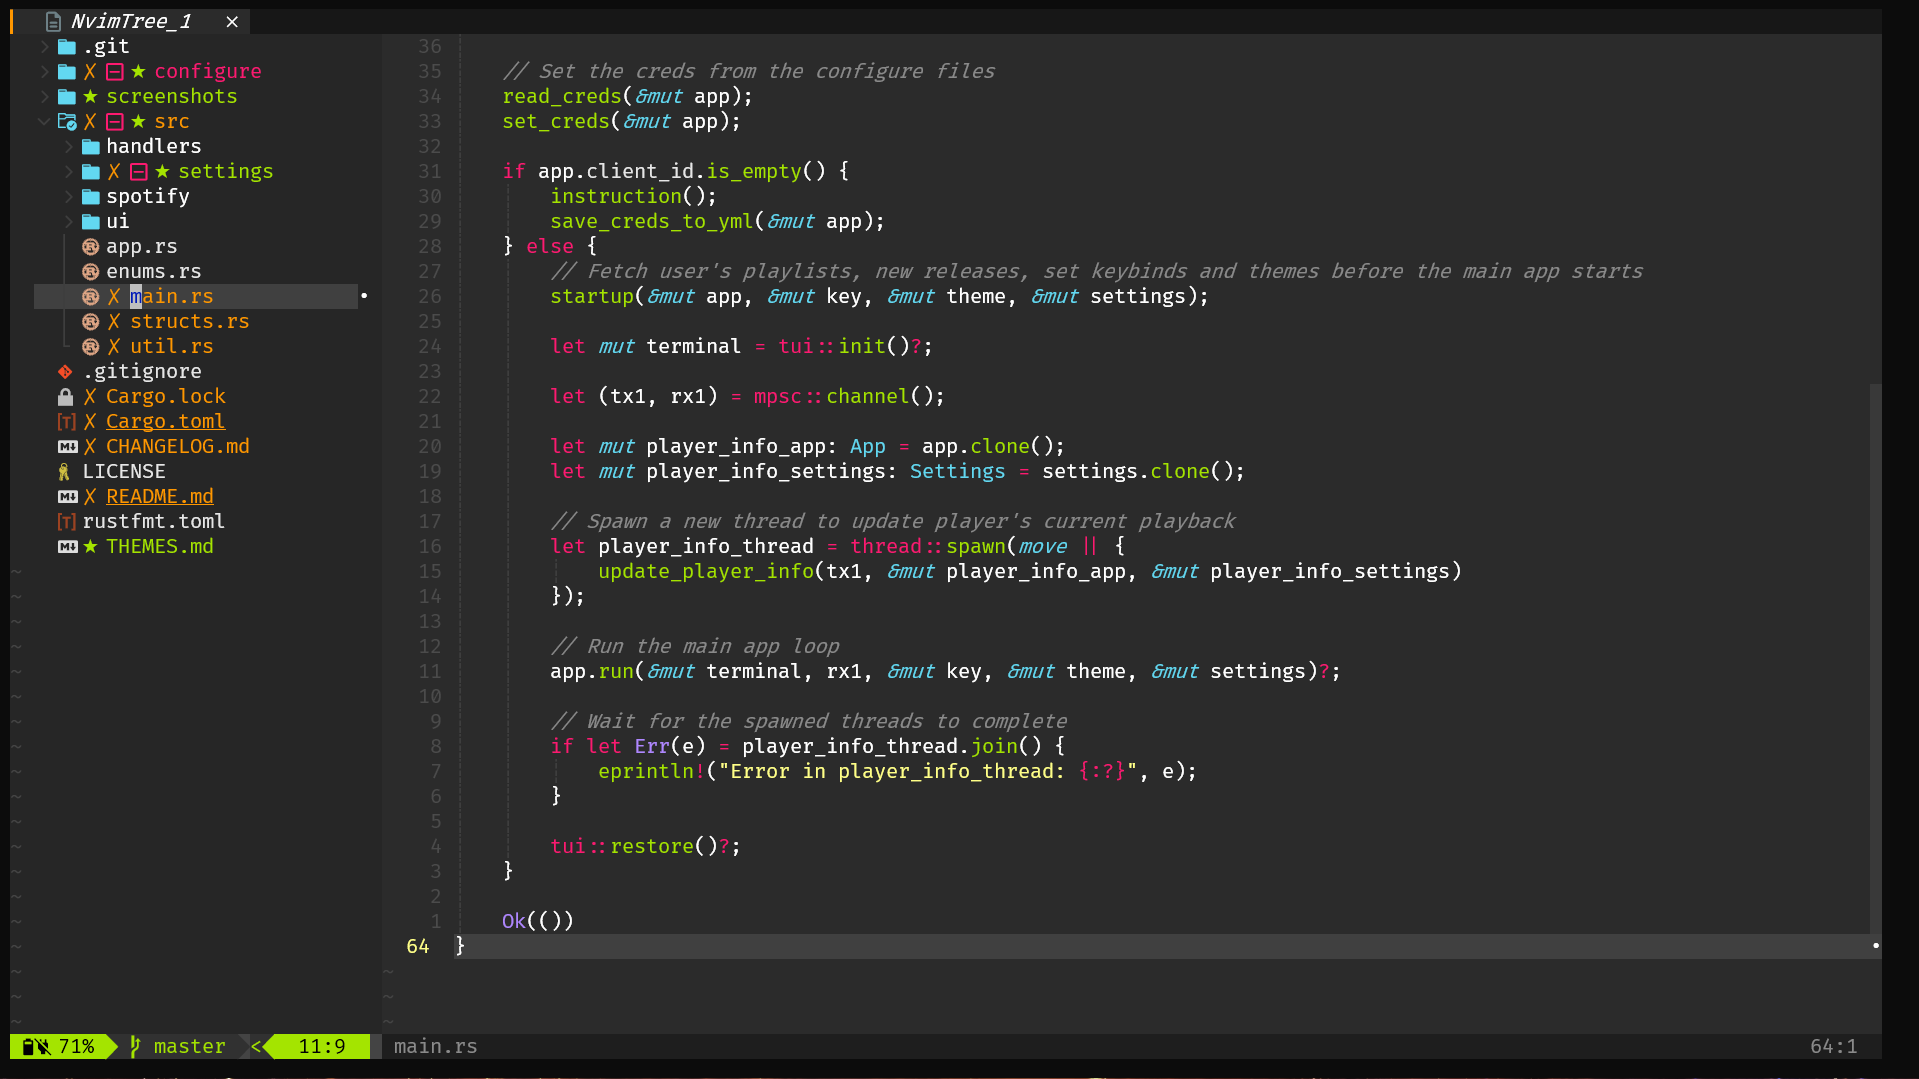 NvimTree_1 ×
.git
✗ ★ configure
★ screenshots
✗ ★ src
handlers
✗ ★ settings
spotify
ui
app.rs
enums.rs
✗ main.rs
✗ structs.rs
✗ util.rs
.gitignore
✗ Cargo.lock
[T] ✗ Cargo.toml
✗ CHANGELOG.md
LICENSE
✗ README.md
[T] rustfmt.toml
★ THEMES.md
36
35 // Set the creds from the configure files
34 read_creds(&mut app);
33 set_creds(&mut app);
32
31 if app.client_id.is_empty() {
30 instruction();
29 save_creds_to_yml(&mut app);
28 } else {
27 // Fetch user's playlists, new releases, set keybinds and themes before the main app starts
26 startup(&mut app, &mut key, &mut theme, &mut settings);
25
24 let mut terminal = tui::init()?;
23
22 let (tx1, rx1) = mpsc::channel();
21
20 let mut player_info_app: App = app.clone();
19 let mut player_info_settings: Settings = settings.clone();
18
17 // Spawn a new thread to update player's current playback
16 let player_info_thread = thread::spawn(move || {
15 update_player_info(tx1, &mut player_info_app, &mut player_info_settings)
14 });
13
12 // Run the main app loop
11 app.run(&mut terminal, rx1, &mut key, &mut theme, &mut settings)?;
10
9 // Wait for the spawned threads to complete
8 if let Err(e) = player_info_thread.join() {
7 eprintln!("Error in player_info_thread: {:?}", e);
6 }
5
4 tui::restore()?;
3 }
2
1 Ok(())
64 }
71% master < 11:9 main.rs 64:1